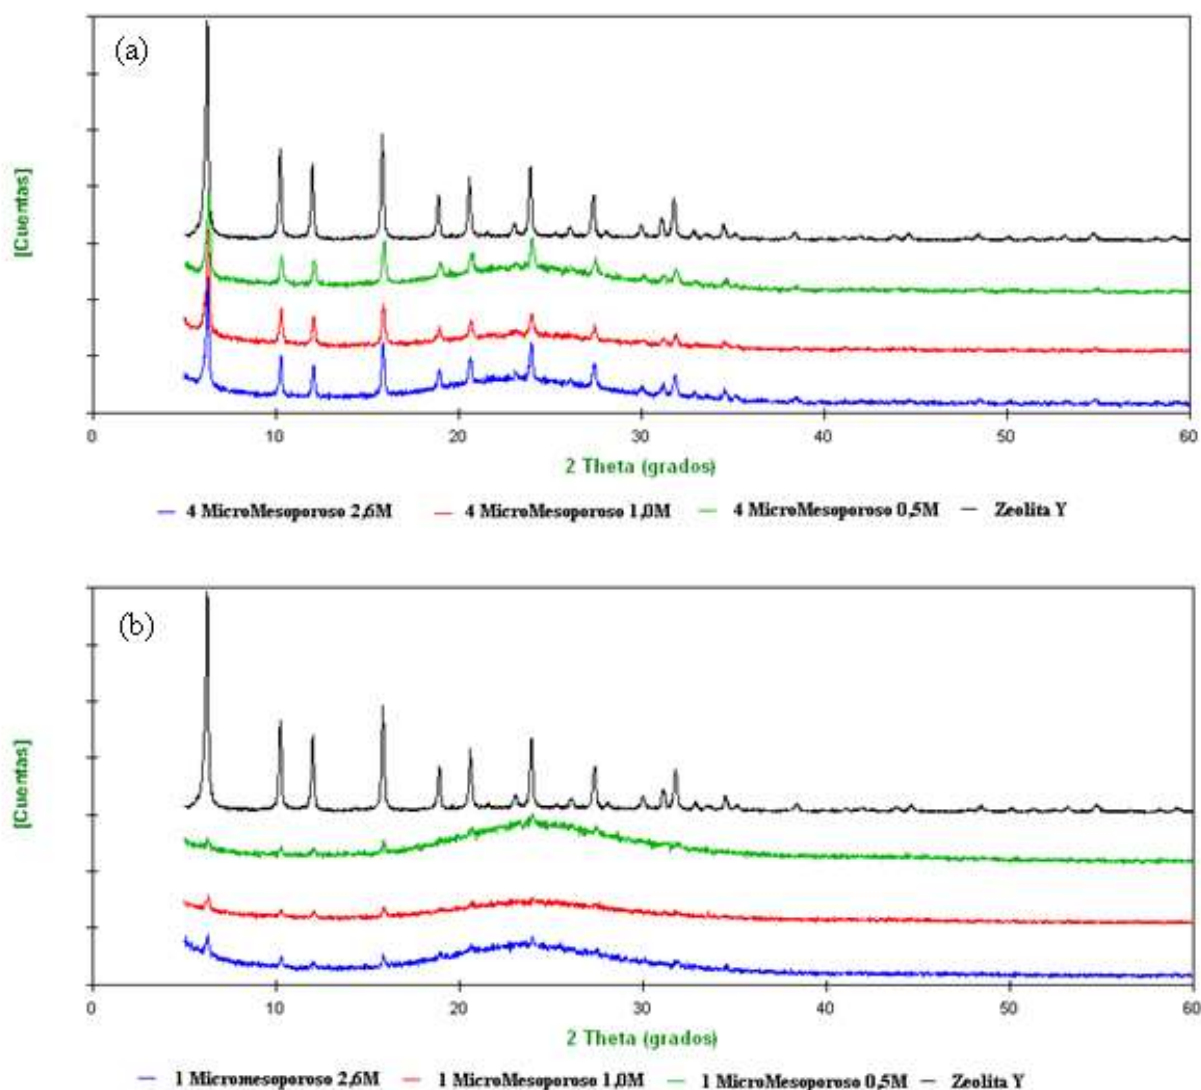 (a)
[Cuentas]
0 10 20 30 40 50 60
2 Theta (grados)
4 MicroMesoporoso 2,6M 4 MicroMesoporoso 1,0M 4 MicroMesoporoso 0,5M Zeolita Y
(b)
[Cuentas]
0 10 20 30 40 50 60
2 Theta (grados)
1 Micromesoporoso 2,6M 1 MicroMesoporoso 1,0M 1 MicroMesoporoso 0,5M Zeolita Y